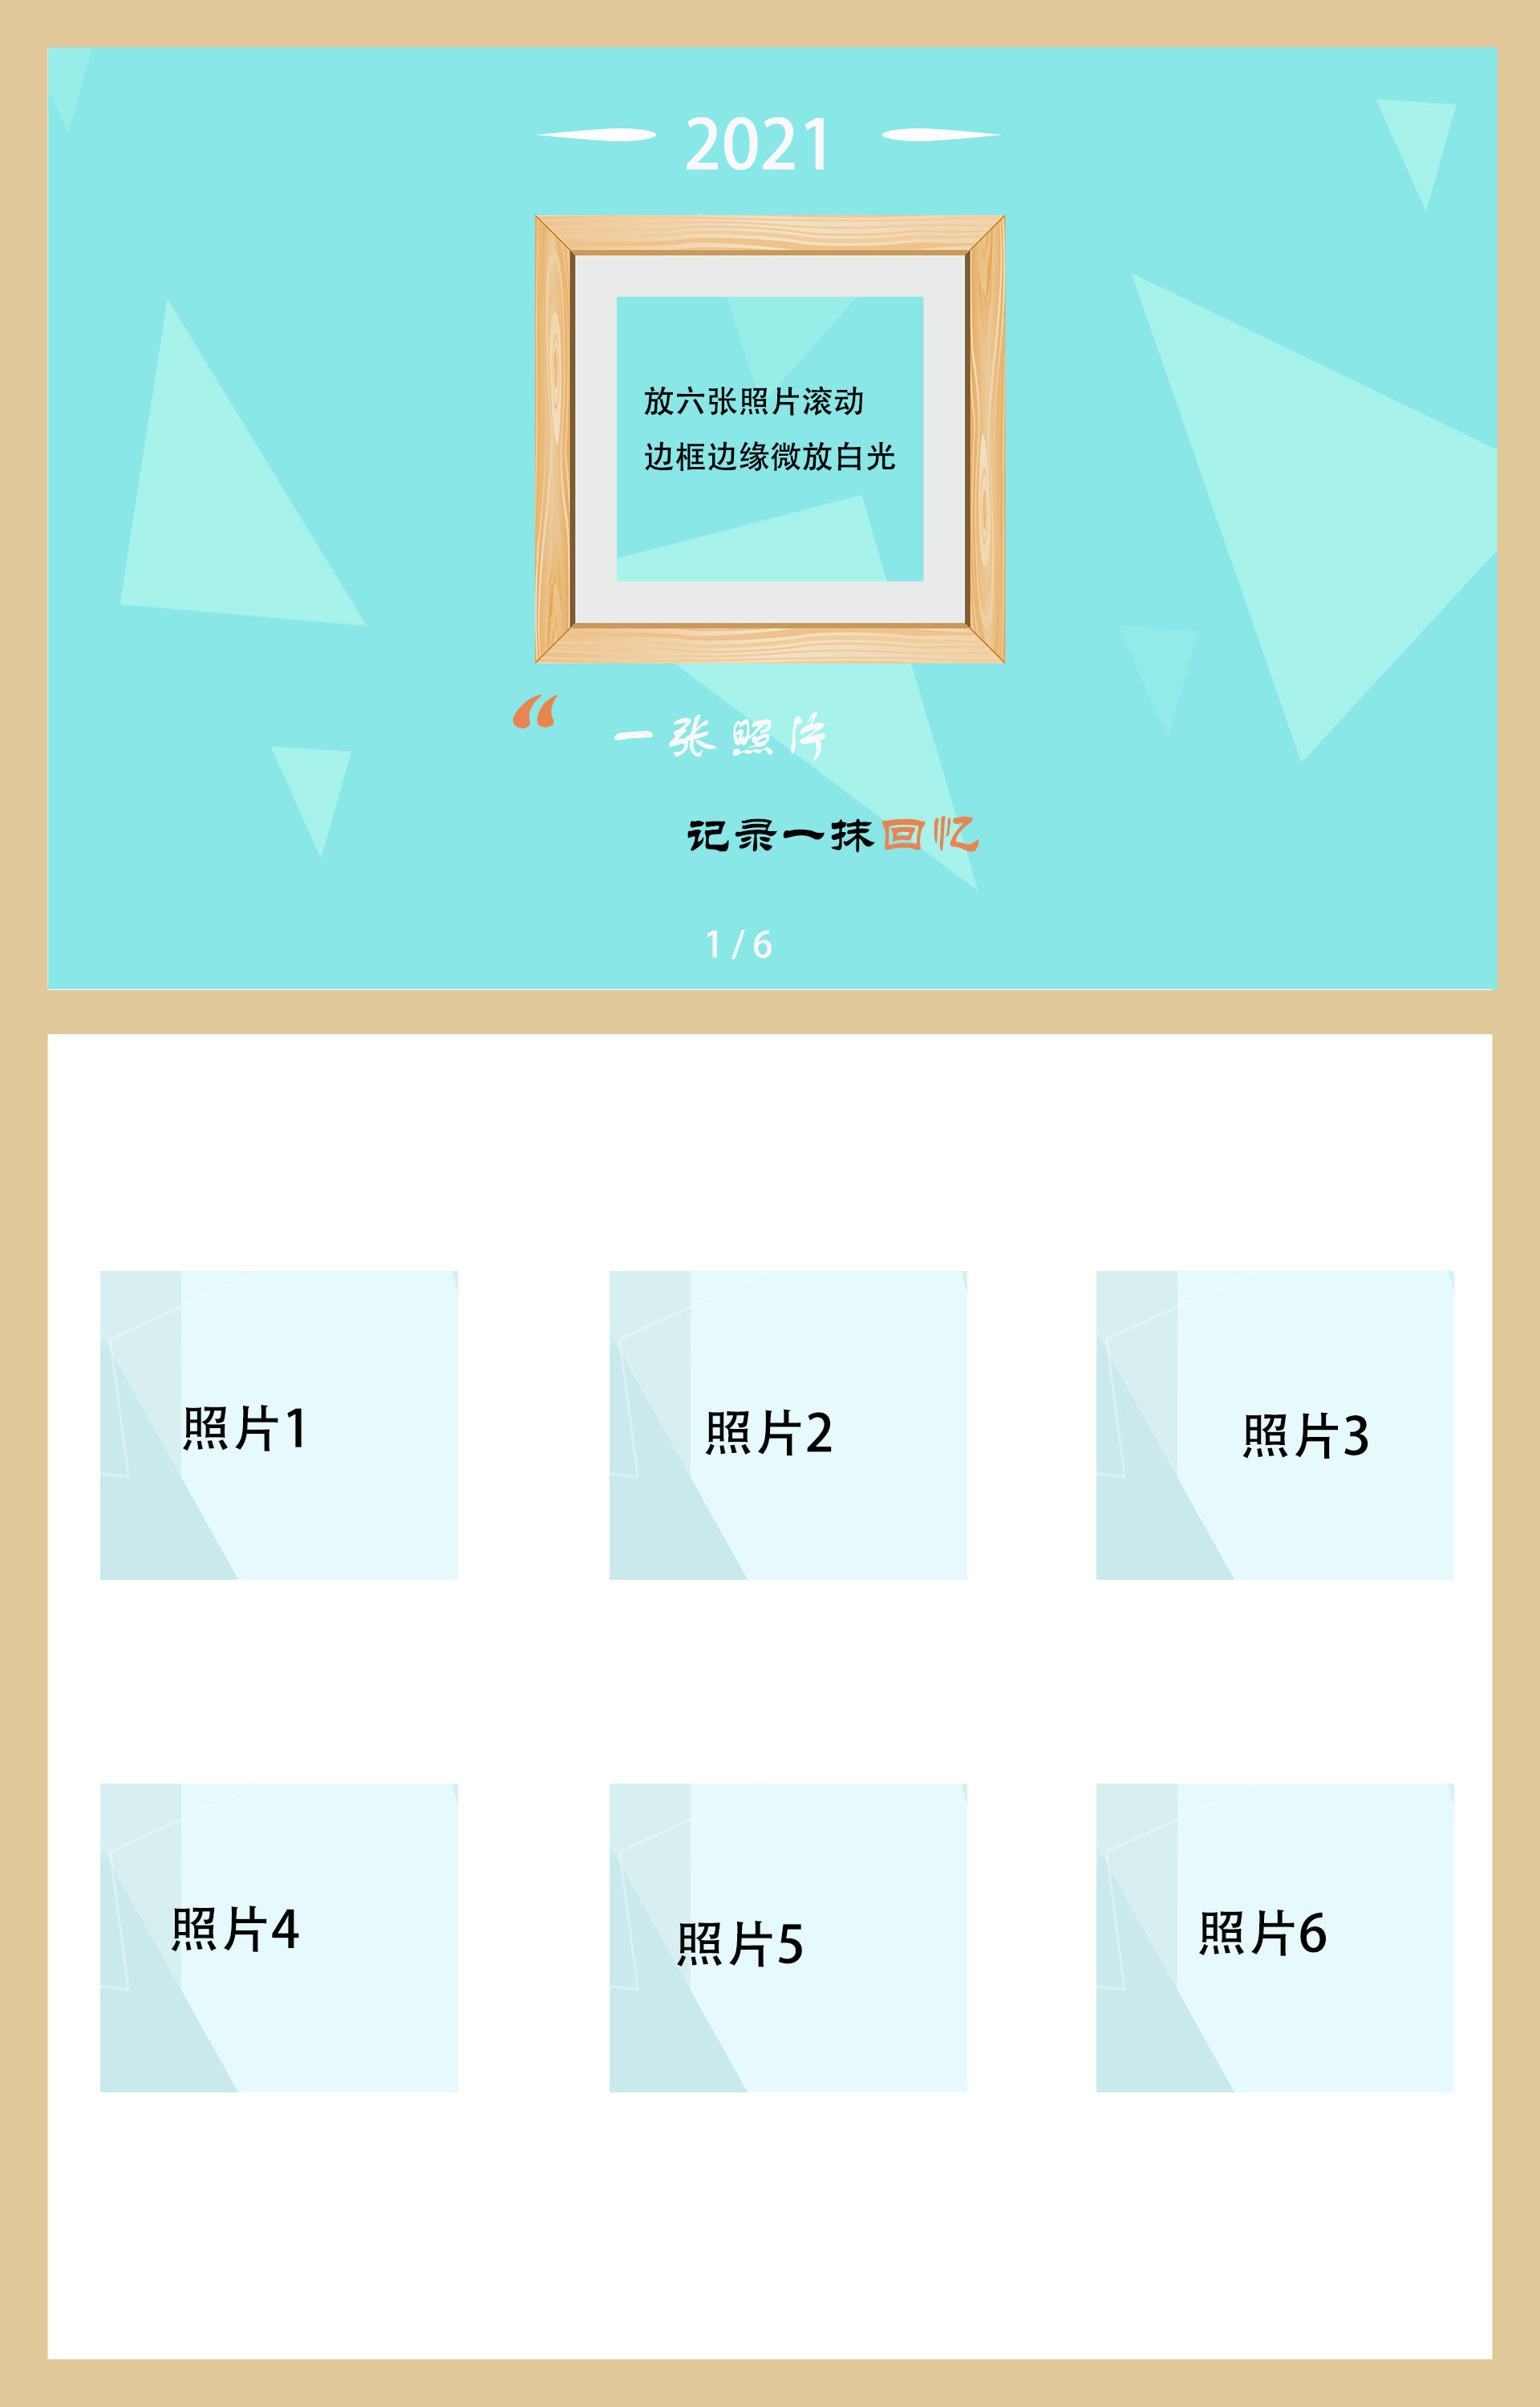 2021
放六张照片滚动
边框边缘微放白光
“ 一张照片
记录一抹回忆
1 / 6
照片1
照片2
照片3
照片4
照片5
照片6